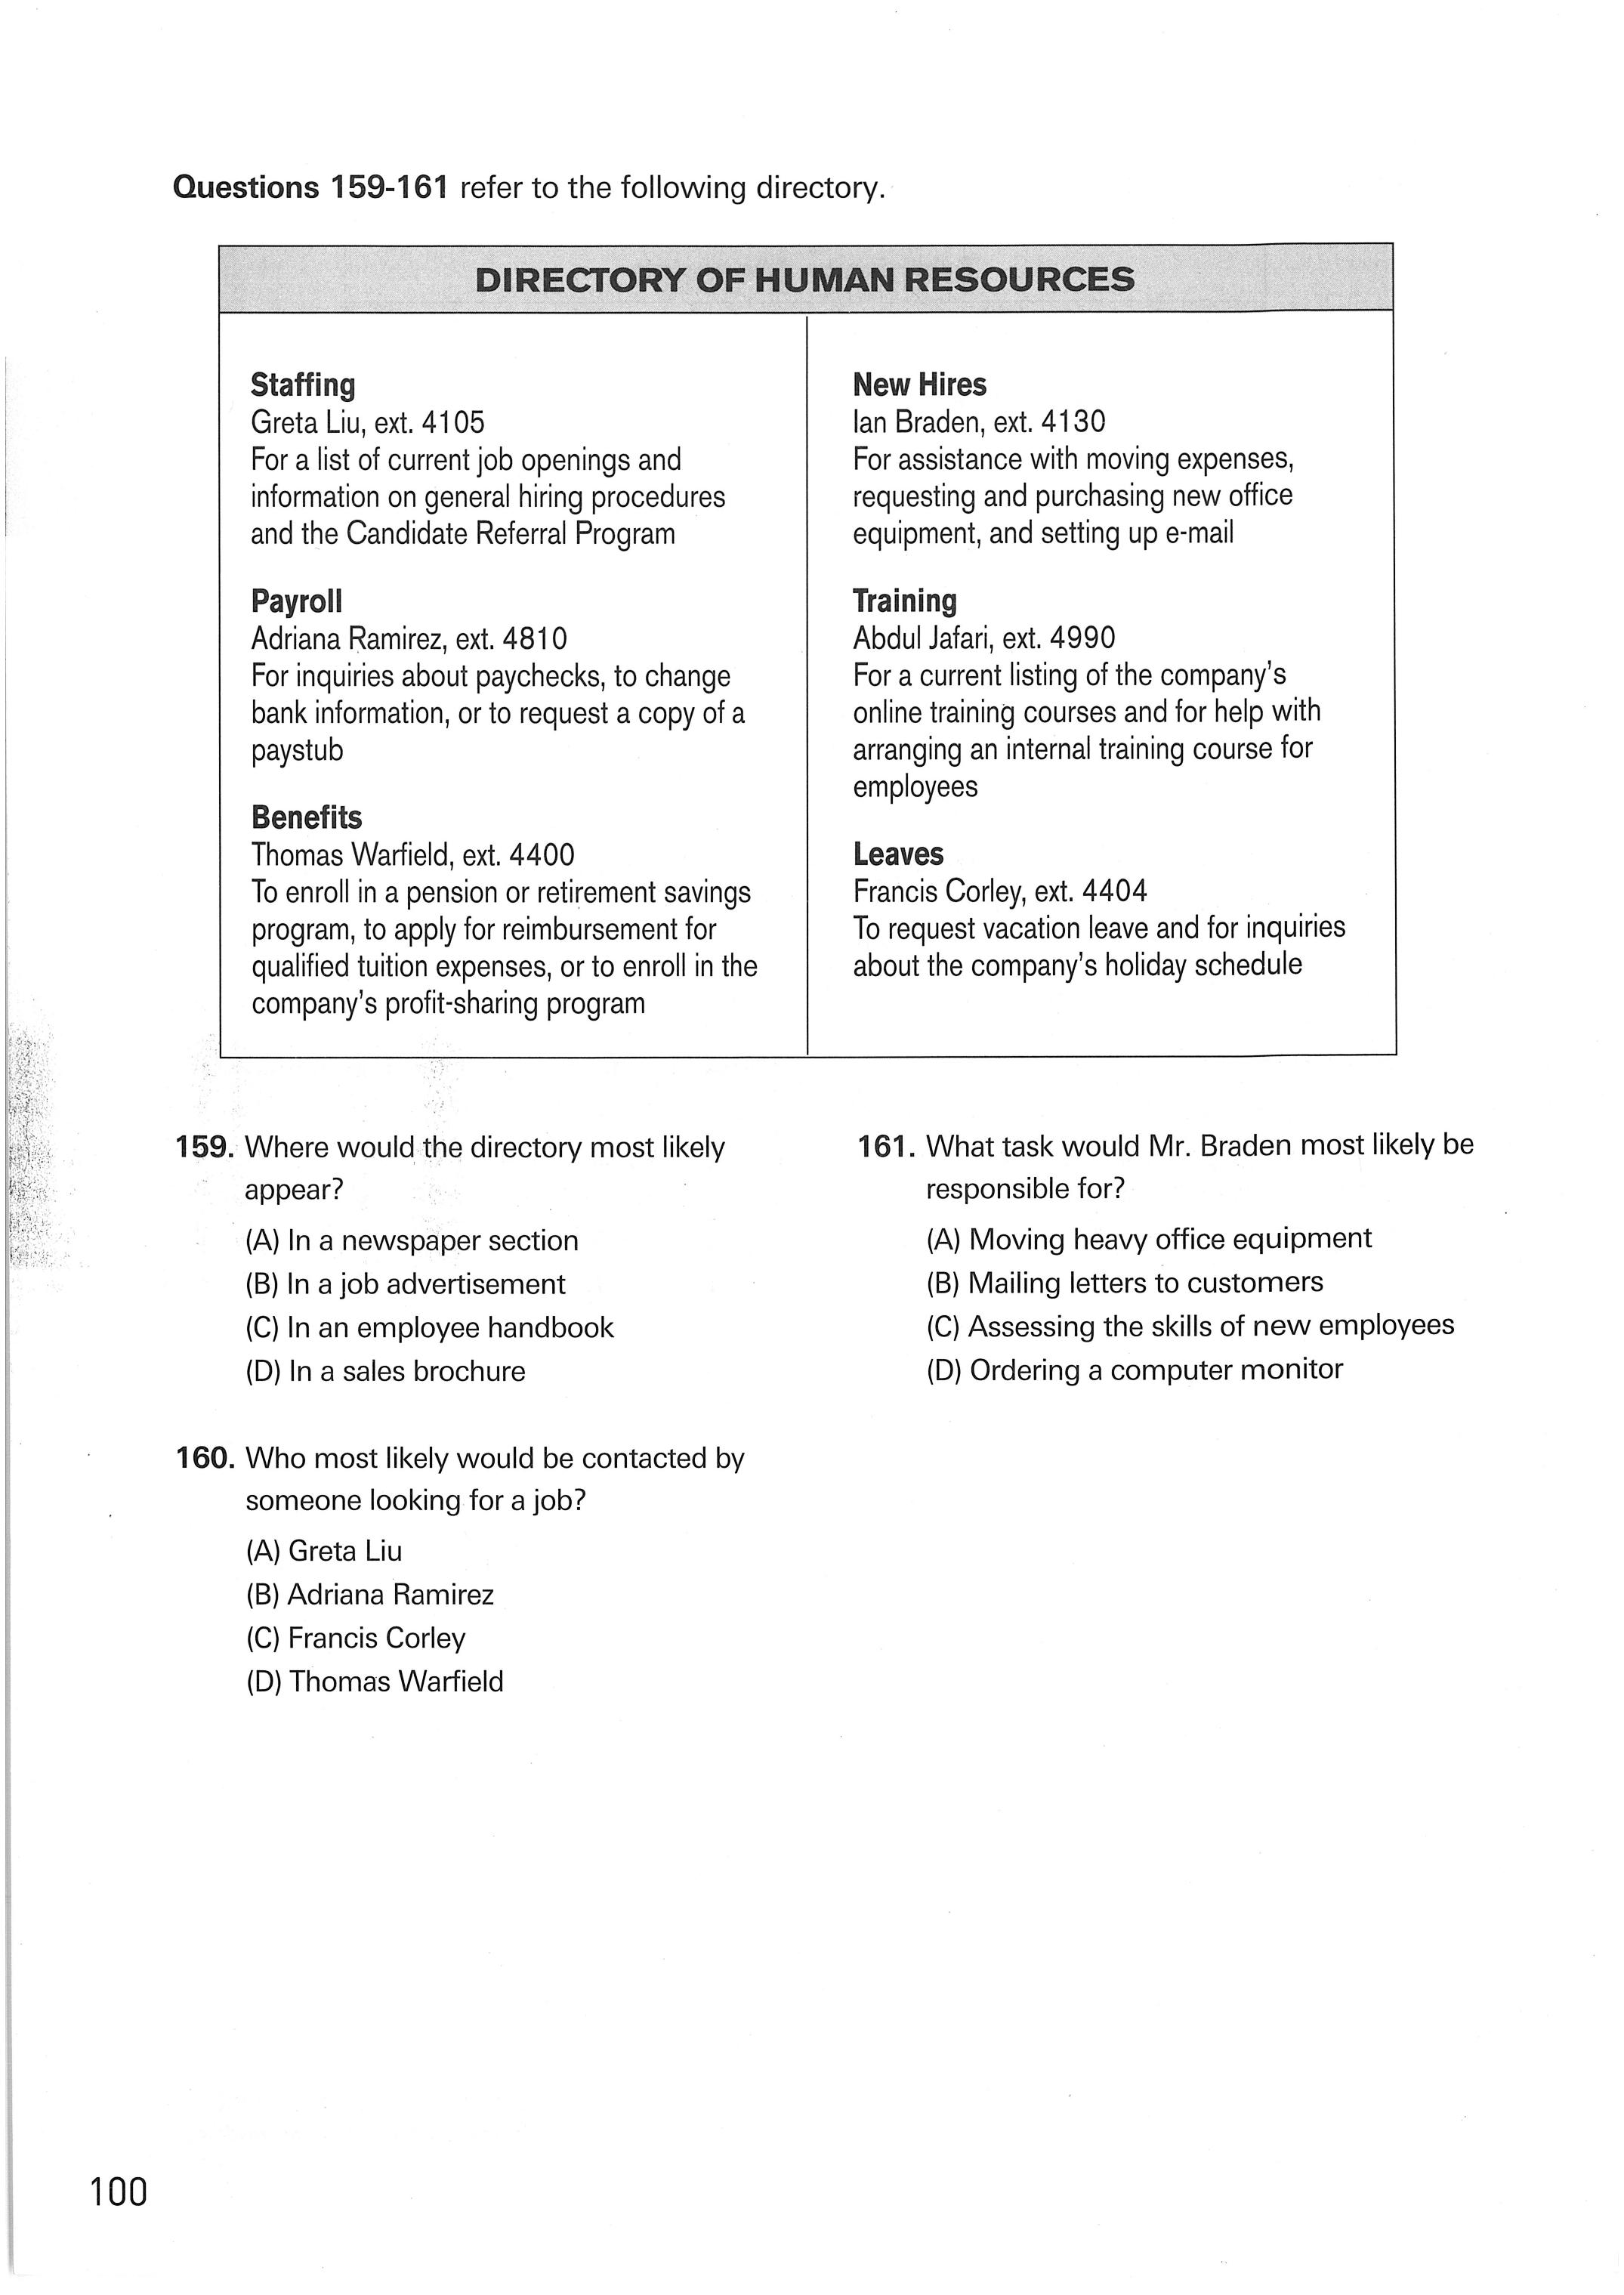 Questions 159-161 refer to the following directory.
DIRECTORY OF HUMAN RESOURCES
Staffing
Greta Liu, ext. 4105
For a list of current job openings and
information on general hiring procedures
and the Candidate Referral Program
Payroll
Adriana Ramirez, ext. 4810
For inquiries about paychecks, to change
bank information, or to request a copy of a
paystub
Benefits
Thomas Warfield, ext. 4400
To enroll in a pension or retirement savings
program, to apply for reimbursement for
qualified tuition expenses, or to enroll in the
company's profit-sharing program
New Hires
Ian Braden, ext. 4130
For assistance with moving expenses,
requesting and purchasing new office
equipment, and setting up e-mail
Training
Abdul Jafari, ext. 4990
For a current listing of the company's
online training courses and for help with
arranging an internal training course for
employees
Leaves
Francis Corley, ext. 4404
To request vacation leave and for inquiries
about the company's holiday schedule
159. Where would the directory most likely
appear?
(A) In a newspaper section
(B) In a job advertisement
(C) In an employee handbook
(D) In a sales brochure
160. Who most likely would be contacted by
someone looking for a job?
(A) Greta Liu
(B) Adriana Ramirez
(C) Francis Corley
(D) Thomas Warfield
161. What task would Mr. Braden most likely be
responsible for?
(A) Moving heavy office equipment
(B) Mailing letters to customers
(C) Assessing the skills of new employees
(D) Ordering a computer monitor
100